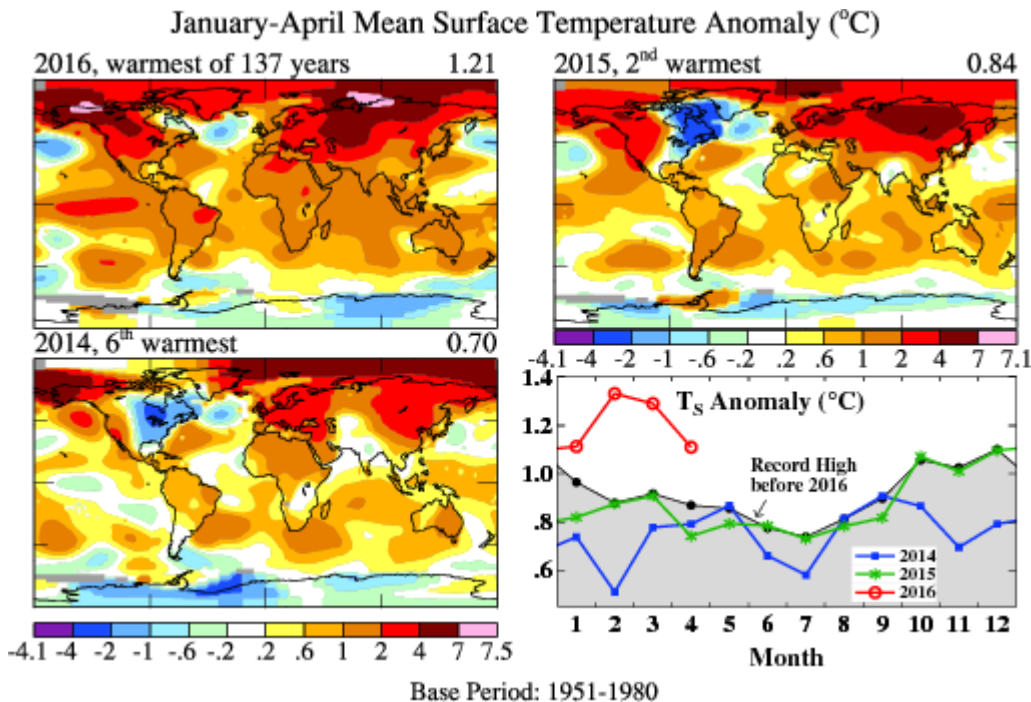 January-April Mean Surface Temperature Anomaly (°C)
2016, warmest of 137 years 1.21
2015, 2nd warmest 0.84
-4.1 -4 -2 -1 -.6 -.2 .2 .6 1 2 4 7 7.1
2014, 6th warmest 0.70
-4.1 -4 -2 -1 -.6 -.2 .2 .6 1 2 4 7 7.5
1.4
1.2
1.0
.8
.6
TS Anomaly (°C)
Record High
before 2016
2014
2015
2016
1 2 3 4 5 6 7 8 9 10 11 12
Month
Base Period: 1951-1980